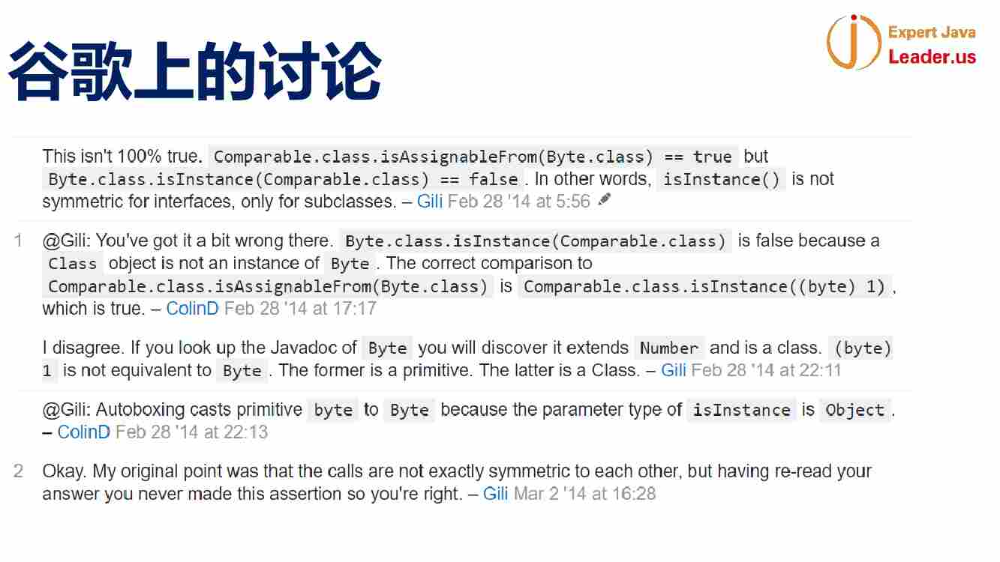 谷歌上的讨论
Expert Java
Leader.us
This isn't 100% true. Comparable.class.isAssignableFrom(Byte.class) == true but
Byte.class.isInstance(Comparable.class) == false . In other words, isInstance() is not
symmetric for interfaces, only for subclasses. – Gili Feb 28 '14 at 5:56
1 @Gili: You've got it a bit wrong there. Byte.class.isInstance(Comparable.class) is false because a
Class object is not an instance of Byte . The correct comparison to
Comparable.class.isAssignableFrom(Byte.class) is Comparable.class.isInstance((byte) 1) ,
which is true. – ColinD Feb 28 '14 at 17:17
I disagree. If you look up the Javadoc of Byte you will discover it extends Number and is a class. (byte)
1 is not equivalent to Byte . The former is a primitive. The latter is a Class. – Gili Feb 28 '14 at 22:11
@Gili: Autoboxing casts primitive byte to Byte because the parameter type of isInstance is Object .
– ColinD Feb 28 '14 at 22:13
2 Okay. My original point was that the calls are not exactly symmetric to each other, but having re-read your
answer you never made this assertion so you're right. – Gili Mar 2 '14 at 16:28